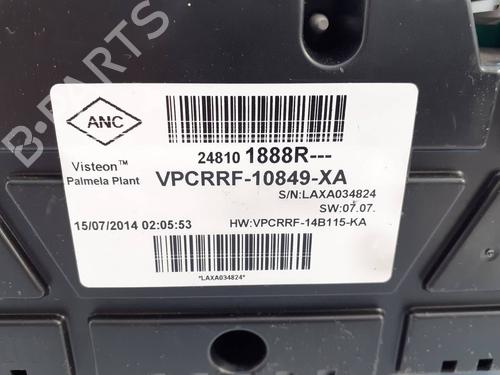 B-PARTS
ANC
24810 1888R---
Visteon™
Palmela Plant
VPCRRF-10849-XA
S/N:LAXA034824
SW:07.07.
15/07/2014 02:05:53
HW:VPCRRF-14B115-KA
*LAXA034824*